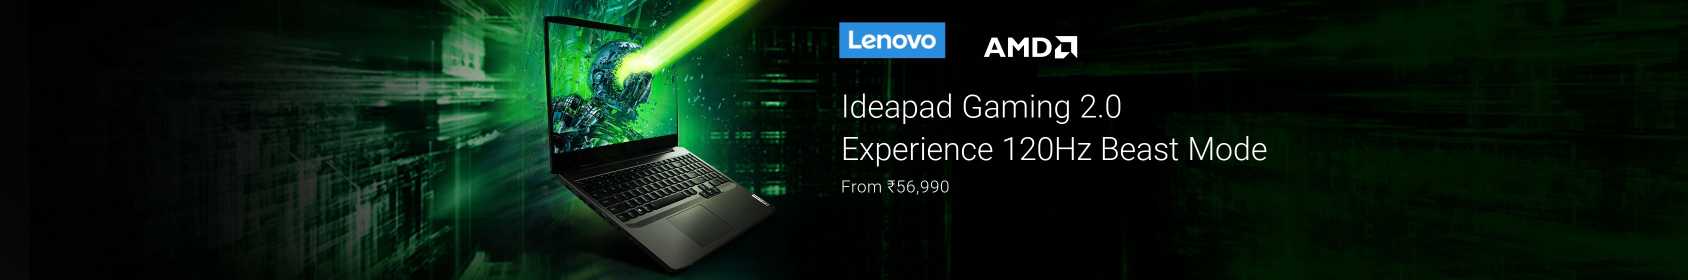 Lenovo
AMD
Ideapad Gaming 2.0
Experience 120Hz Beast Mode
From ₹56,990